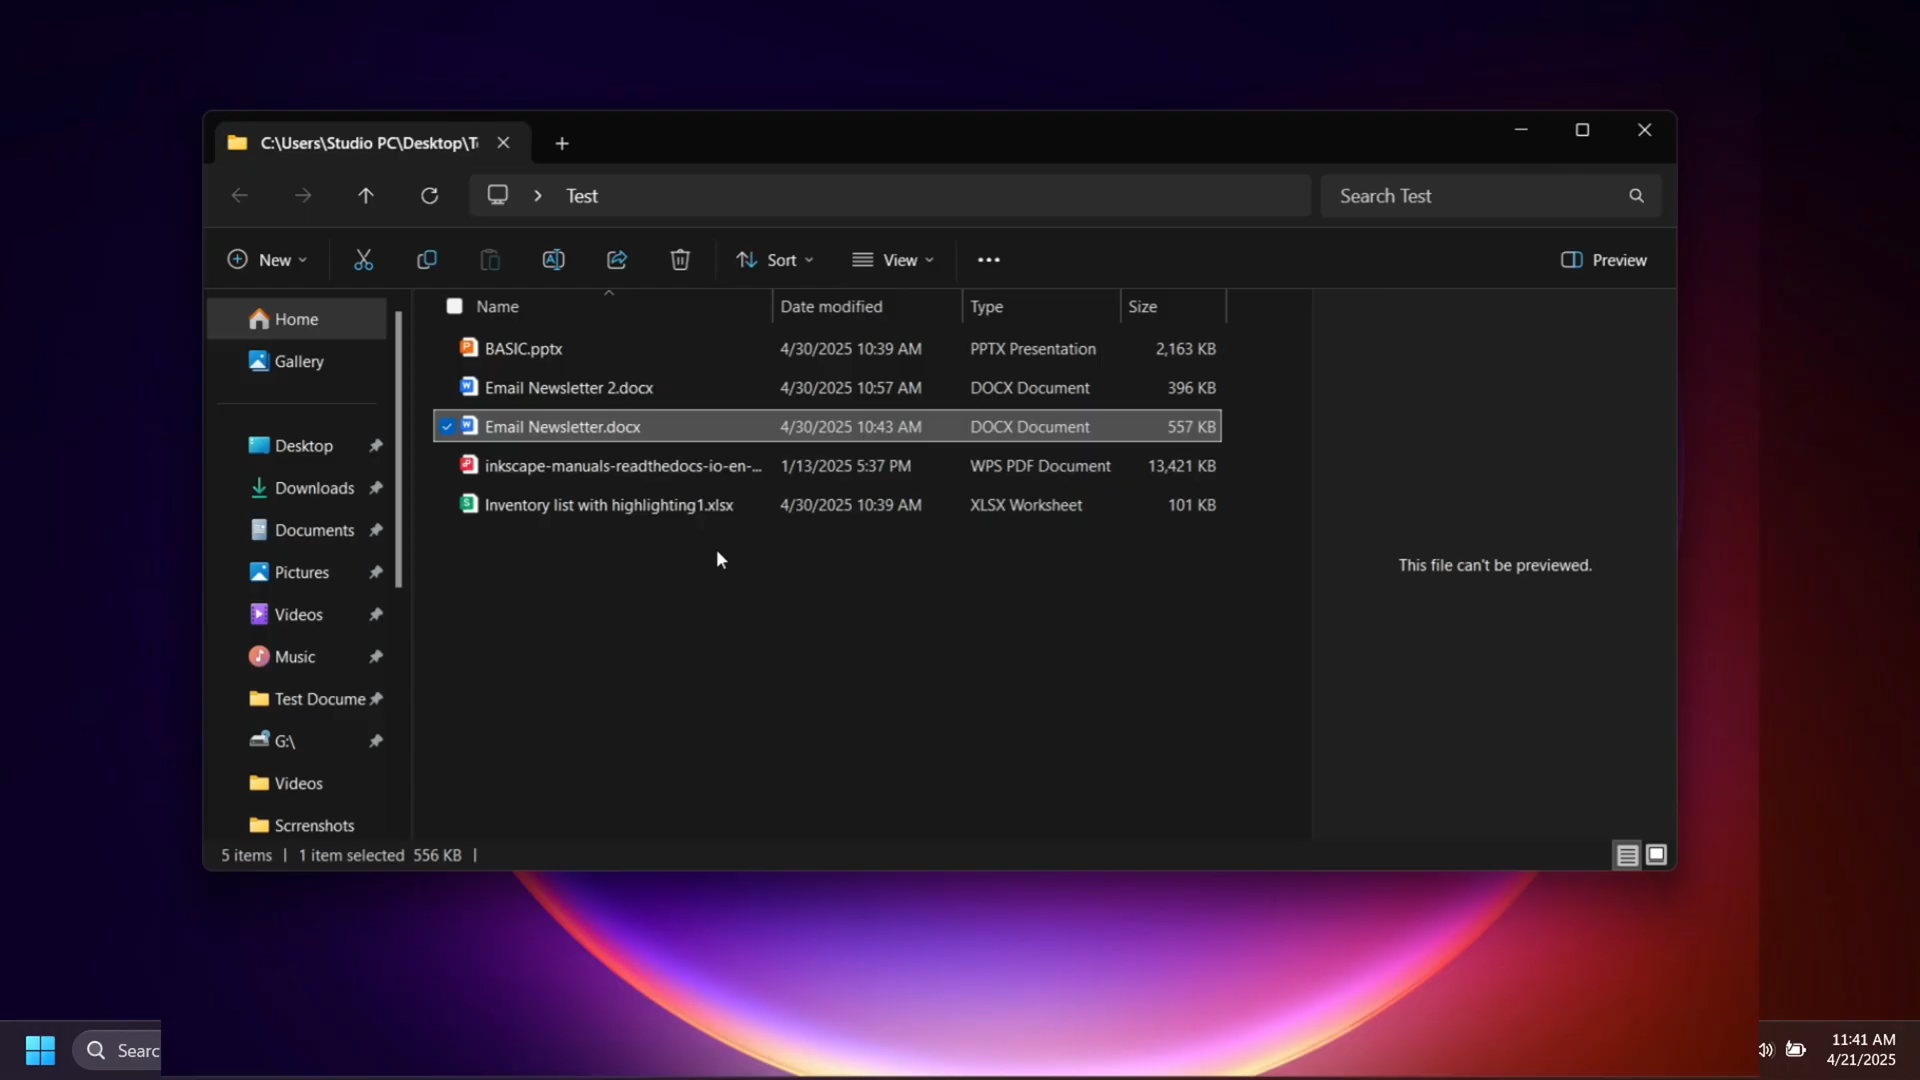 C:\Users\Studio PC\Desktop\T
Test
Search Test
New
Sort
View
Preview
Name Date modified Type Size
BASIC.pptx 4/30/2025 10:39 AM PPTX Presentation 2,163 KB
Email Newsletter 2.docx 4/30/2025 10:57 AM DOCX Document 396 KB
Email Newsletter.docx 4/30/2025 10:43 AM DOCX Document 557 KB
inkscape-manuals-readthedocs-io-en-... 1/13/2025 5:37 PM WPS PDF Document 13,421 KB
Inventory list with highlighting1.xlsx 4/30/2025 10:39 AM XLSX Worksheet 101 KB
Home
Gallery
Desktop
Downloads
Documents
Pictures
Videos
Music
Test Docume
G:\
Videos
Scrrenshots
This file can't be previewed.
5 items | 1 item selected 556 KB |
Searc
11:41 AM
4/21/2025